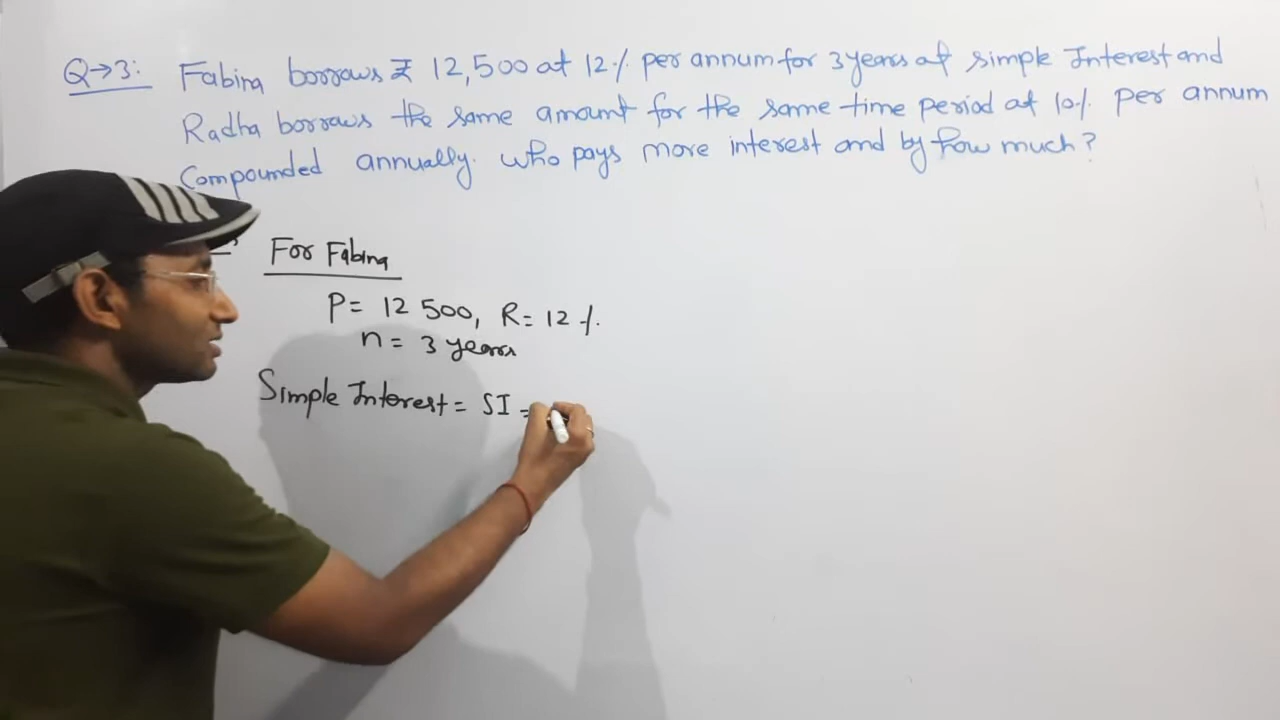 Q→3: Fabina borrows ₹ 12,500 at 12% per annum for 3 years at simple Interest and
Radha borrows the same amount for the same time period at 10% per annum
Compounded annually. who pays more interest and by how much?
For Fabina
P= 12 500, R= 12 %.
n = 3 years
Simple Interest = SI =